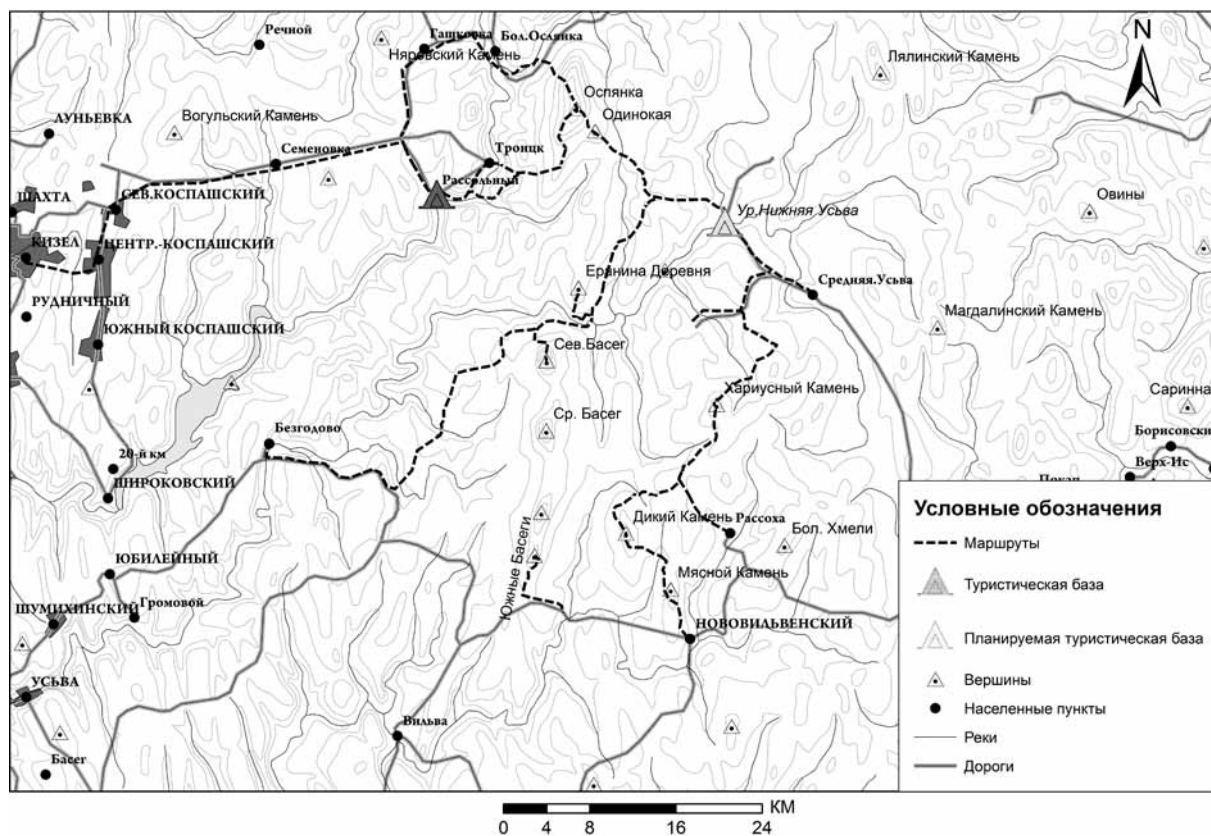 Речной
Гашковка
Бол.Ослянка
Няровский Камень
N
Лялинский Камень
Ослянка
Одинокая
Вогульский Камень
ЛУНЬЕВКА
Семеновка
Троицк
Рассольный
ШАХТА
СЕВ.КОСПАШСКИЙ
Овины
Ур.Нижняя Усьва
КИЗЕЛ
ЦЕНТР.-КОСПАШСКИЙ
Еранина Деревня
Средняя.Усьва
РУДНИЧНЫЙ
ЮЖНЫЙ КОСПАШСКИЙ
Магдалинский Камень
Сев.Басег
Хариусный Камень
Саринна
Ср. Басег
Безгодово
Борисовски
20-й км
Верх-Ис
ШИРОКОВСКИЙ
Дикий Камень
Рассоха
Бол. Хмели
ЮБИЛЕЙНЫЙ
Южные Басеги
Мясной Камень
ШУМИХИНСКИЙ
Громовой
НОВОВИЛЬВЕНСКИЙ
УСЬВА
Вильва
Басег
Условные обозначения
Маршруты
Туристическая база
Планируемая туристическая база
Вершины
Населенные пункты
Реки
Дороги
КМ
0 4 8 16 24